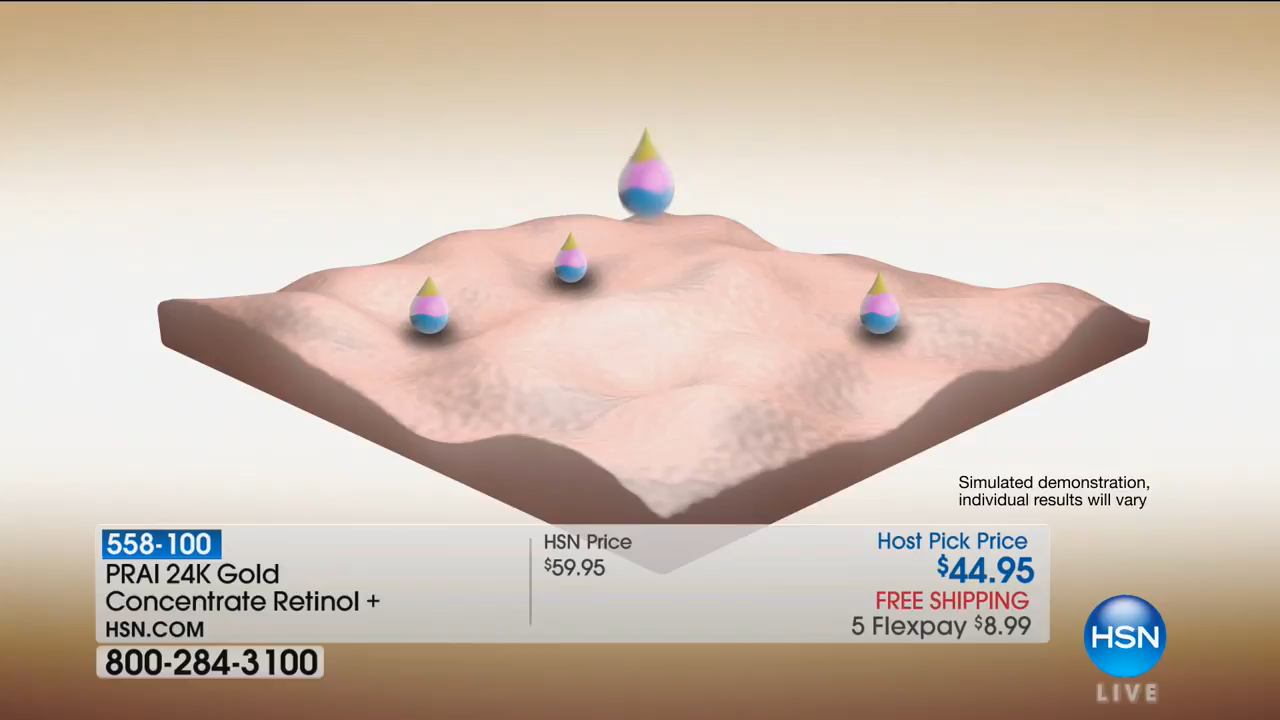 Simulated demonstration,
individual results will vary
558-100
PRAI 24K Gold
Concentrate Retinol +
HSN.COM
800-284-3100
HSN Price
$59.95
Host Pick Price
$44.95
FREE SHIPPING
5 Flexpay $8.99
HSN
LIVE